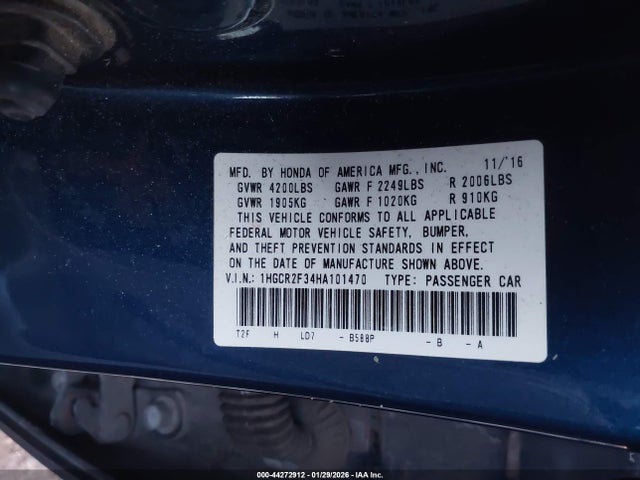 MFD. BY HONDA OF AMERICA MFG., INC. 11/'16
GVWR 4200LBS GAWR F 2249LBS R 2006LBS
GVWR 1905KG GAWR F 1020KG R 910KG
THIS VEHICLE CONFORMS TO ALL APPLICABLE
FEDERAL MOTOR VEHICLE SAFETY, BUMPER,
AND THEFT PREVENTION STANDARDS IN EFFECT
ON THE DATE OF MANUFACTURE SHOWN ABOVE.
V.I.N.: 1HGCR2F34HA101470 TYPE: PASSENGER CAR
T2F H LD7 - B588P - B - A
000-44272912 - 01/29/2026 - IAA Inc.